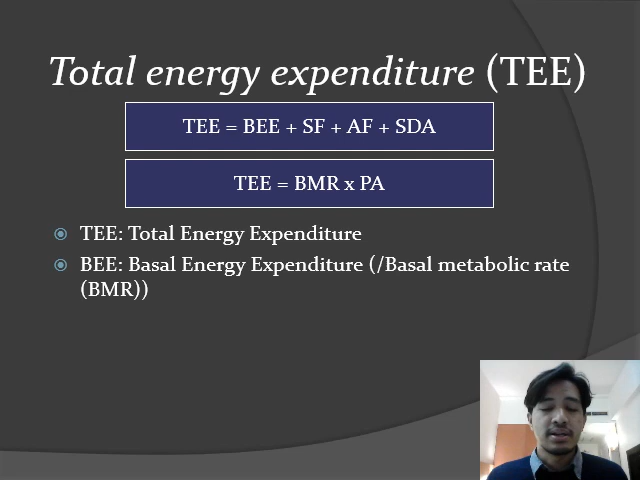 Total energy expenditure (TEE)
TEE = BEE + SF + AF + SDA
TEE = BMR x PA
TEE: Total Energy Expenditure
BEE: Basal Energy Expenditure (/Basal metabolic rate
(BMR))